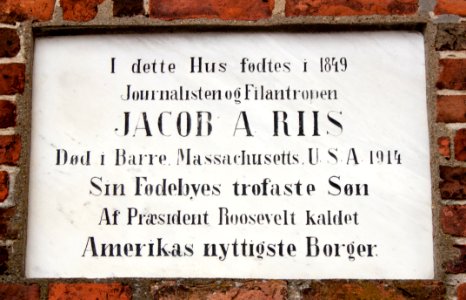 I dette Hus fødtes i 1849
Journalisten og Filantropen
JACOB A RIIS
Død i Barre, Massachusetts, U.S.A. 1914
Sin Fødebyes trofaste Søn
Af Præsident Roosevelt kaldet
Amerikas nyttigste Borger.